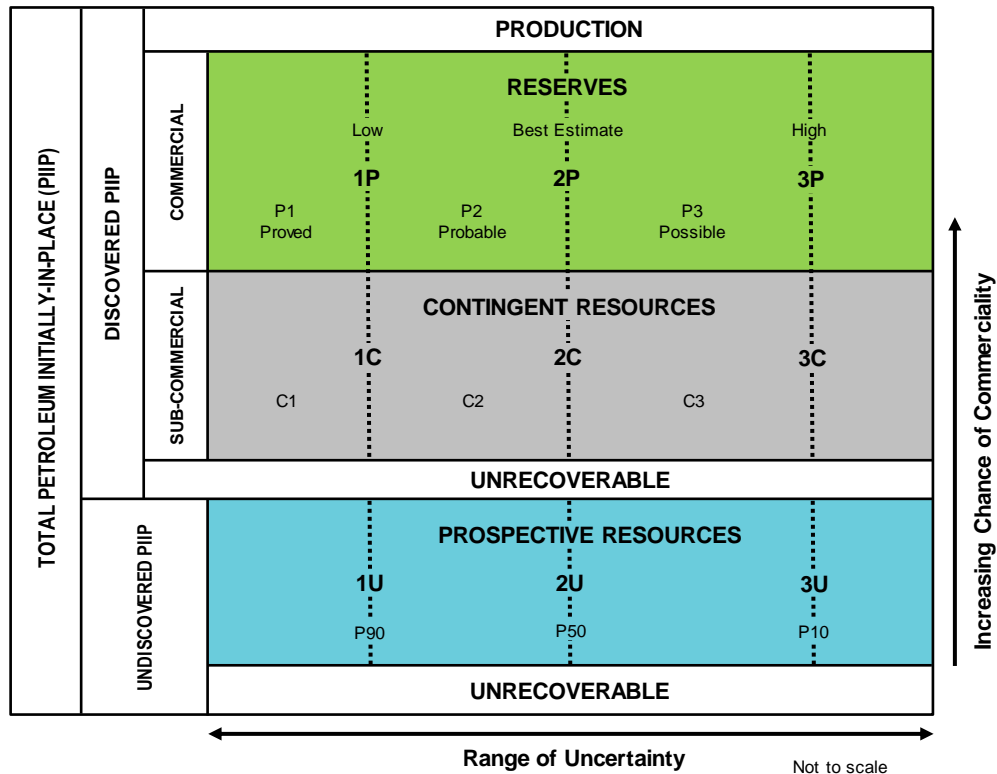 TOTAL PETROLEUM INITIALLY-IN-PLACE (PIIP)
DISCOVERED PIIP
UNDISCOVERED PIIP
COMMERCIAL
SUB-COMMERCIAL
PRODUCTION
RESERVES
Low Best Estimate High
1P 2P 3P
P1 P2 P3
Proved Probable Possible
CONTINGENT RESOURCES
1C 2C 3C
C1 C2 C3
UNRECOVERABLE
PROSPECTIVE RESOURCES
1U 2U 3U
P90 P50 P10
UNRECOVERABLE
Increasing Chance of Commerciality
Range of Uncertainty
Not to scale